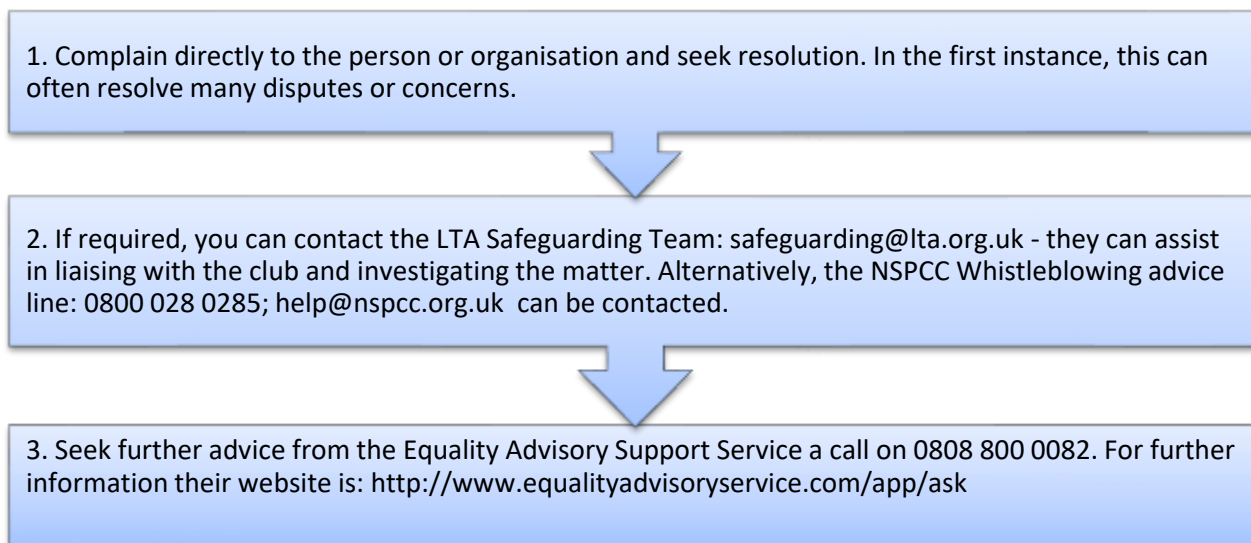 1. Complain directly to the person or organisation and seek resolution. In the first instance, this can
often resolve many disputes or concerns.
2. If required, you can contact the LTA Safeguarding Team: safeguarding@lta.org.uk - they can assist
in liaising with the club and investigating the matter. Alternatively, the NSPCC Whistleblowing advice
line: 0800 028 0285; help@nspcc.org.uk  can be contacted.
3. Seek further advice from the Equality Advisory Support Service a call on 0808 800 0082. For further
information their website is: http://www.equalityadvisoryservice.com/app/ask